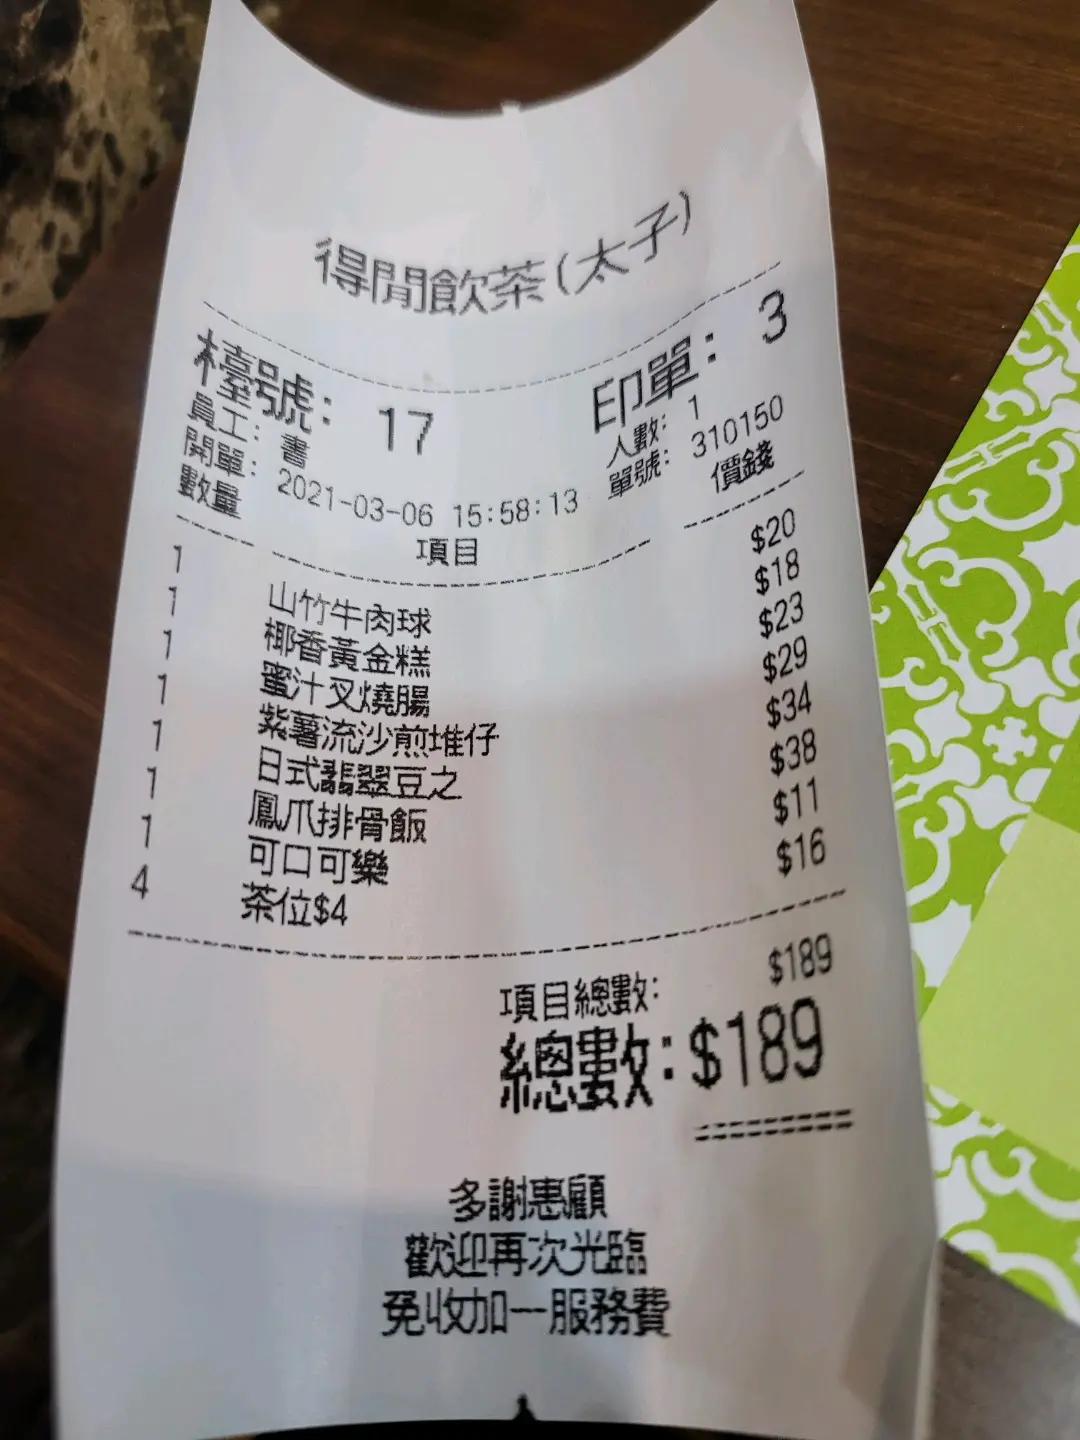 得閒飲茶(太子)
檯號: 17 印單: 3
員工: 書 人數: 1
開單: 2021-03-06 15:58:13 單號: 310150
數量 項目 價錢
1 山竹牛肉球 $20
1 椰香黃金糕 $18
1 蜜汁叉燒腸 $23
1 紫薯流沙煎堆仔 $29
1 日式翡翠豆之 $34
1 鳳爪排骨飯 $38
1 可口可樂 $11
4 茶位$4 $16
項目總數: $189
總數: $189
多謝惠顧
歡迎再次光臨
免收加一服務費